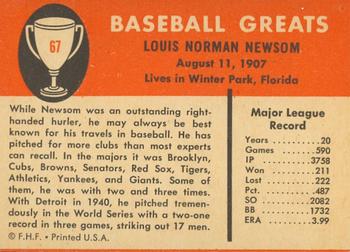 67
BASEBALL GREATS
LOUIS NORMAN NEWSOM
August 11, 1907
Lives in Winter Park, Florida
While Newsom was an outstanding right-
handed hurler, he may always be best
known for his travels in baseball. He has
pitched for more clubs than most experts
can recall. In the majors it was Brooklyn,
Cubs, Browns, Senators, Red Sox, Tigers,
Athletics, Yankees, and Giants. Some of
them, he was with two and three times.
With Detroit in 1940, he pitched tremen-
dously in the World Series with a two-one
record in three games, striking out 17 men.
© F.H.F. • Printed U.S.A.
Major League
Record
Years 20
Games 590
IP 3758
Won 211
Lost 222
Pct. .487
SO 2082
BB 1732
ERA 3.99